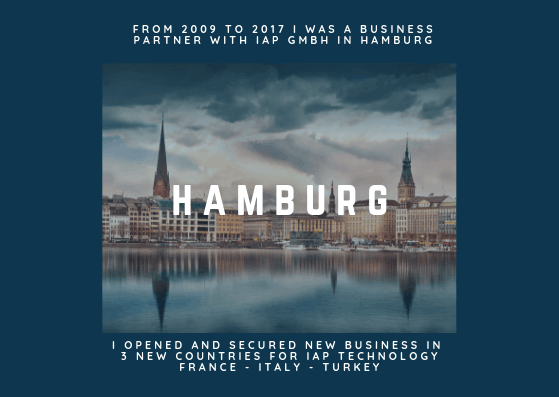 FROM 2009 TO 2017 I WAS A BUSINESS
PARTNER WITH IAP GMBH IN HAMBURG
HAMBURG
I OPENED AND SECURED NEW BUSINESS IN
3 NEW COUNTRIES FOR IAP TECHNOLOGY
FRANCE - ITALY - TURKEY